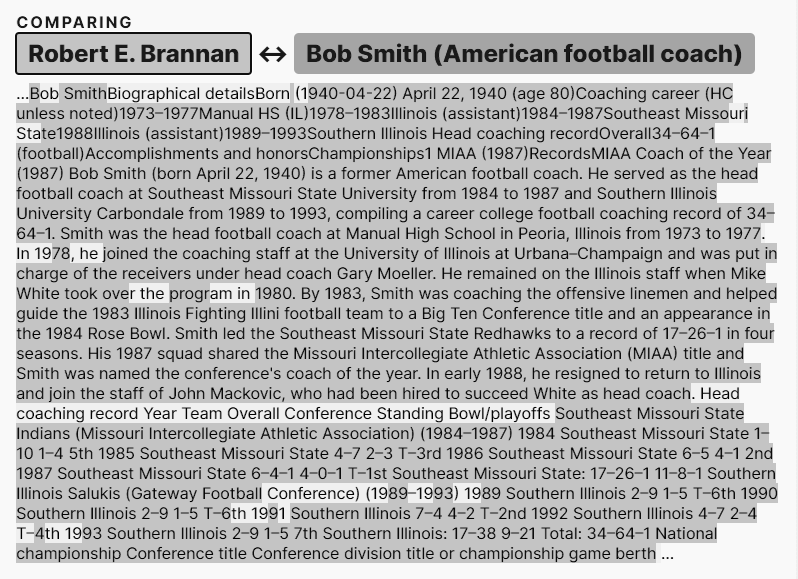 COMPARING
Robert E. Brannan ↔ Bob Smith (American football coach)
...Bob SmithBiographical detailsBorn (1940-04-22) April 22, 1940 (age 80)Coaching career (HC
unless noted)1973–1977Manual HS (IL)1978–1983Illinois (assistant)1984–1987Southeast Missouri
State1988Illinois (assistant)1989–1993Southern Illinois Head coaching recordOverall34–64–1
(football)Accomplishments and honorsChampionships1 MIAA (1987)RecordsMIAA Coach of the Year
(1987) Bob Smith (born April 22, 1940) is a former American football coach. He served as the head
football coach at Southeast Missouri State University from 1984 to 1987 and Southern Illinois
University Carbondale from 1989 to 1993, compiling a career college football coaching record of 34–
64–1. Smith was the head football coach at Manual High School in Peoria, Illinois from 1973 to 1977.
In 1978, he joined the coaching staff at the University of Illinois at Urbana–Champaign and was put in
charge of the receivers under head coach Gary Moeller. He remained on the Illinois staff when Mike
White took over the program in 1980. By 1983, Smith was coaching the offensive linemen and helped
guide the 1983 Illinois Fighting Illini football team to a Big Ten Conference title and an appearance in
the 1984 Rose Bowl. Smith led the Southeast Missouri State Redhawks to a record of 17–26–1 in four
seasons. His 1987 squad shared the Missouri Intercollegiate Athletic Association (MIAA) title and
Smith was named the conference's coach of the year. In early 1988, he resigned to return to Illinois
and join the staff of John Mackovic, who had been hired to succeed White as head coach. Head
coaching record Year Team Overall Conference Standing Bowl/playoffs Southeast Missouri State
Indians (Missouri Intercollegiate Athletic Association) (1984–1987) 1984 Southeast Missouri State 1–
10 1–4 5th 1985 Southeast Missouri State 4–7 2–3 T–3rd 1986 Southeast Missouri State 6–5 4–1 2nd
1987 Southeast Missouri State 6–4–1 4–0–1 T–1st Southeast Missouri State: 17–26–1 11–8–1 Southern
Illinois Salukis (Gateway Football Conference) (1989–1993) 1989 Southern Illinois 2–9 1–5 T–6th 1990
Southern Illinois 2–9 1–5 T–6th 1991 Southern Illinois 7–4 4–2 T–2nd 1992 Southern Illinois 4–7 2–4
T–4th 1993 Southern Illinois 2–9 1–5 7th Southern Illinois: 17–38 9–21 Total: 34–64–1 National
championship Conference title Conference division title or championship game berth ...